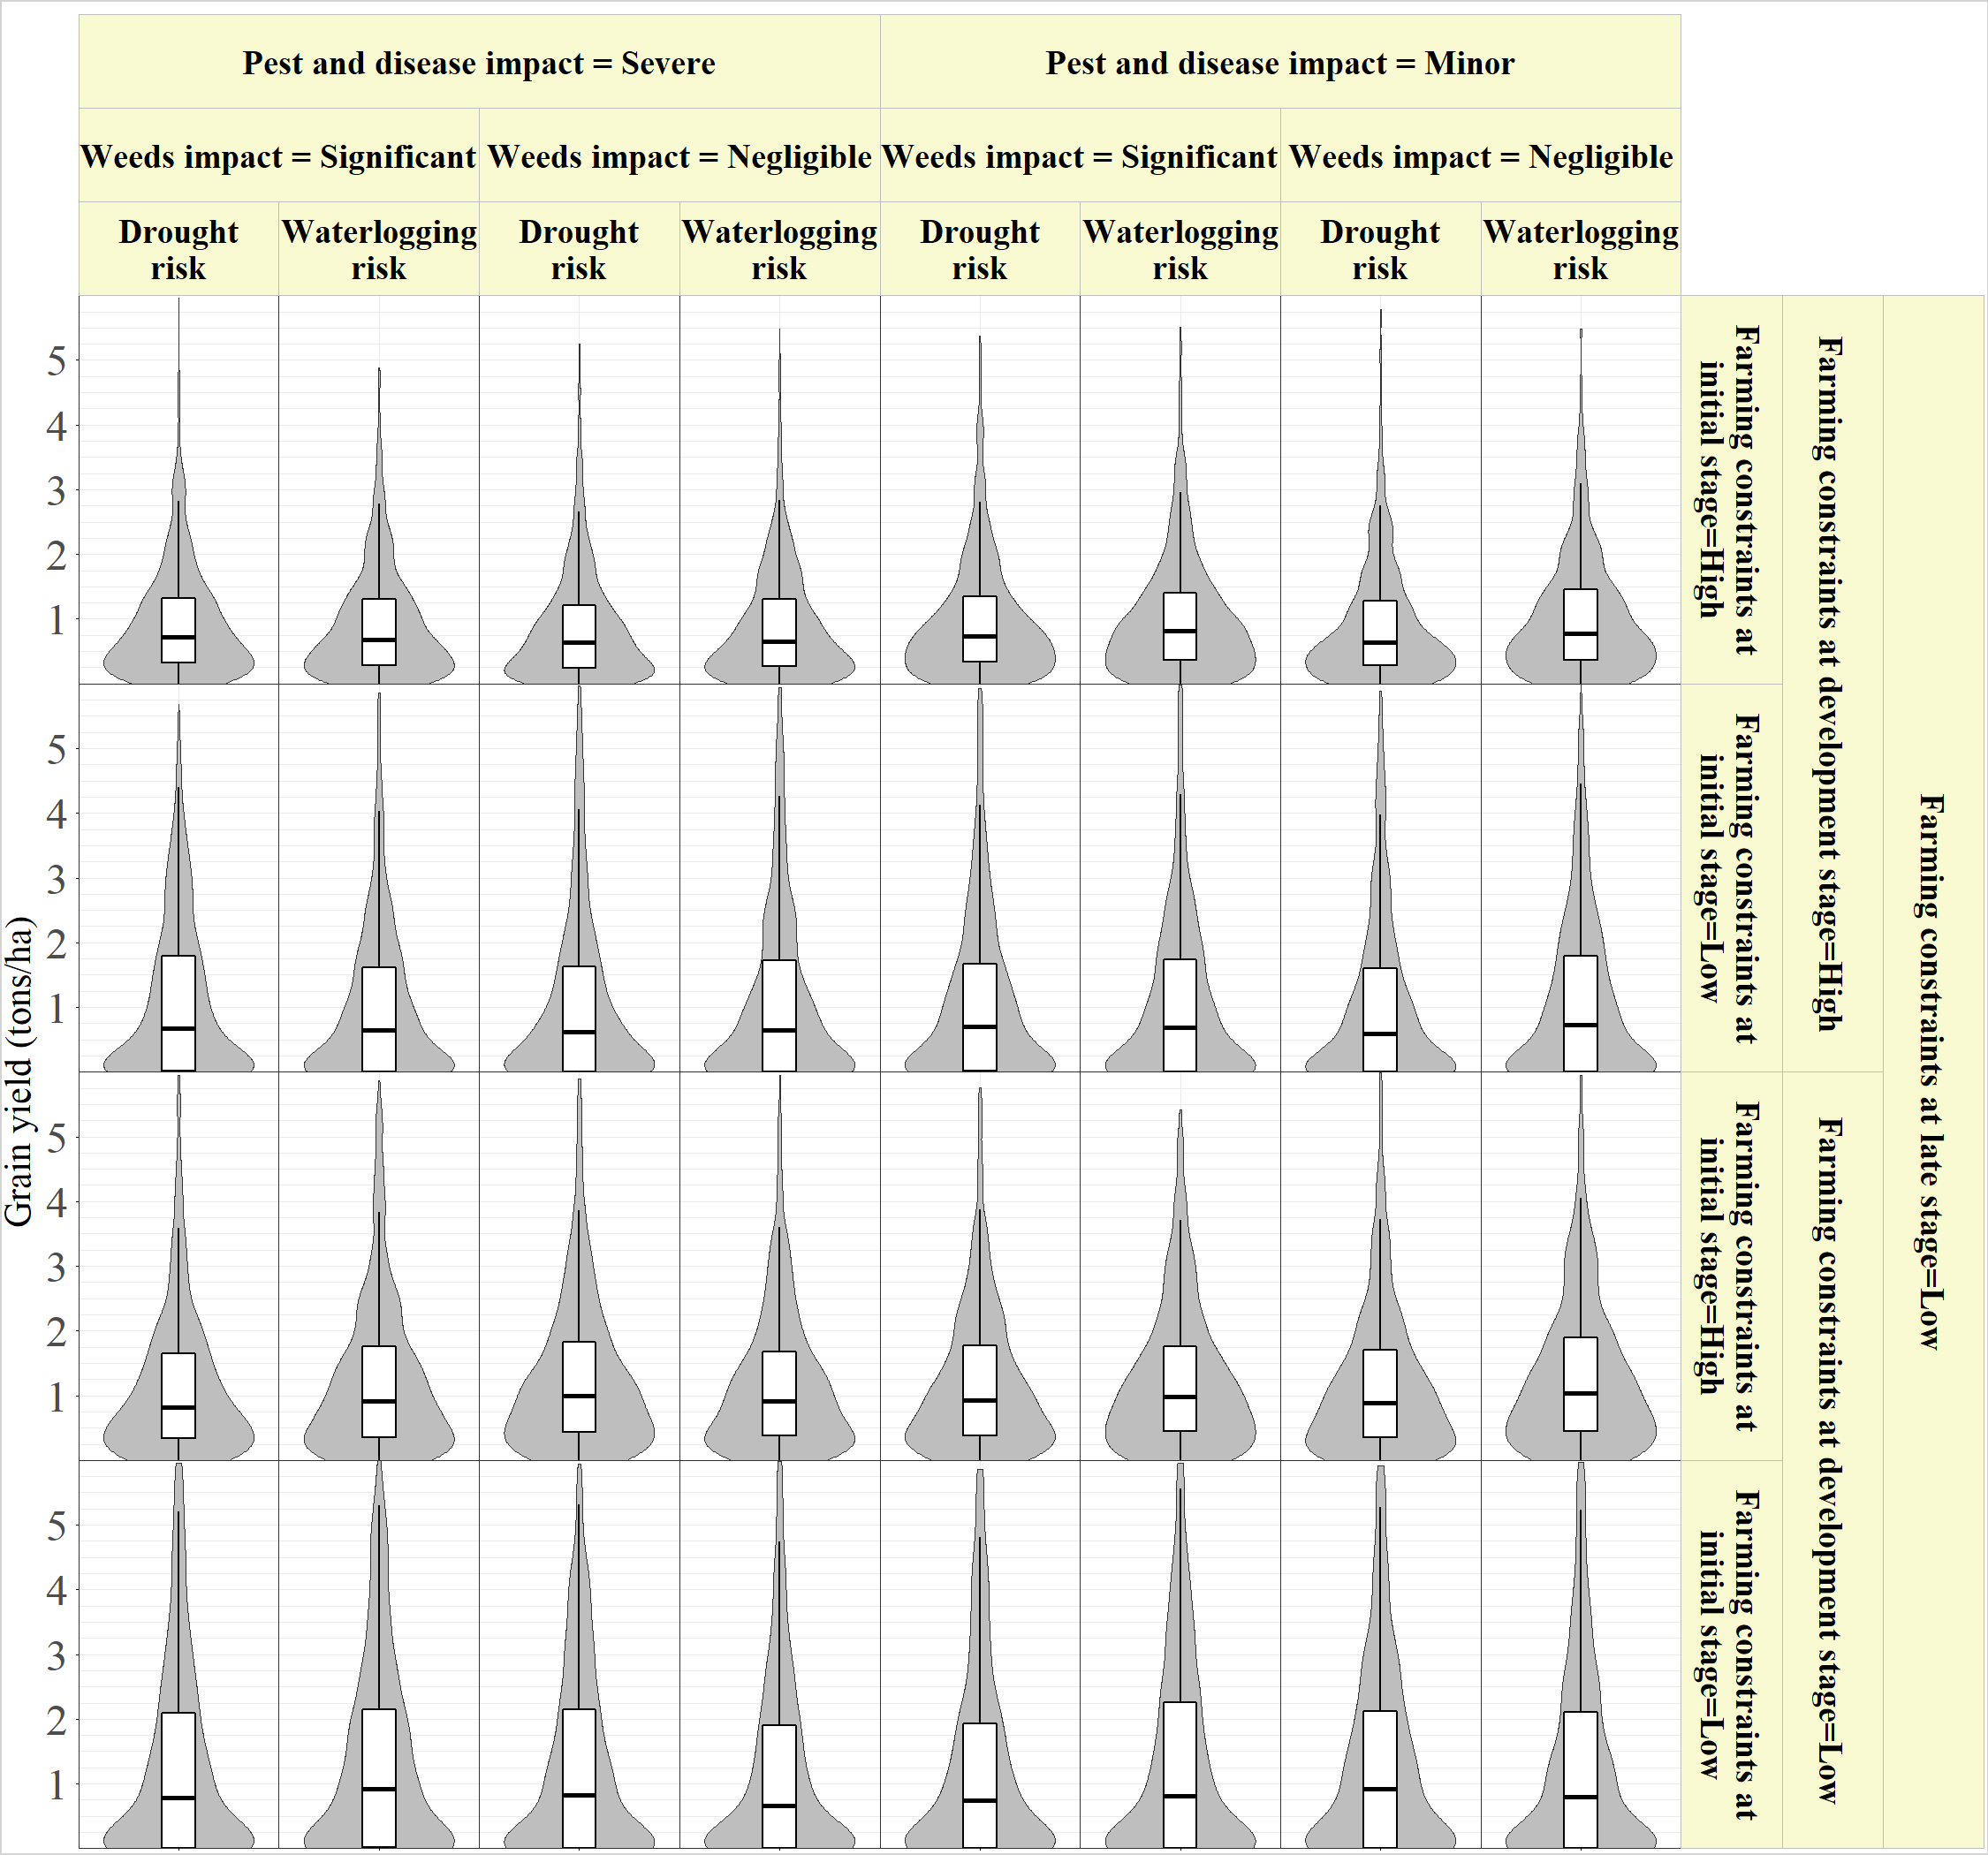 Pest and disease impact = Severe
Pest and disease impact = Minor
Weeds impact = Significant
Weeds impact = Negligible
Weeds impact = Significant
Weeds impact = Negligible
Drought
risk
Waterlogging
risk
Drought
risk
Waterlogging
risk
Drought
risk
Waterlogging
risk
Drought
risk
Waterlogging
risk
Grain yield (tons/ha)
5
4
3
2
1
5
4
3
2
1
5
4
3
2
1
5
4
3
2
1
Farming constraints at
initial stage=High
Farming constraints at
initial stage=Low
Farming constraints at
initial stage=High
Farming constraints at
initial stage=Low
Farming constraints at development stage=High
Farming constraints at development stage=Low
Farming constraints at late stage=Low